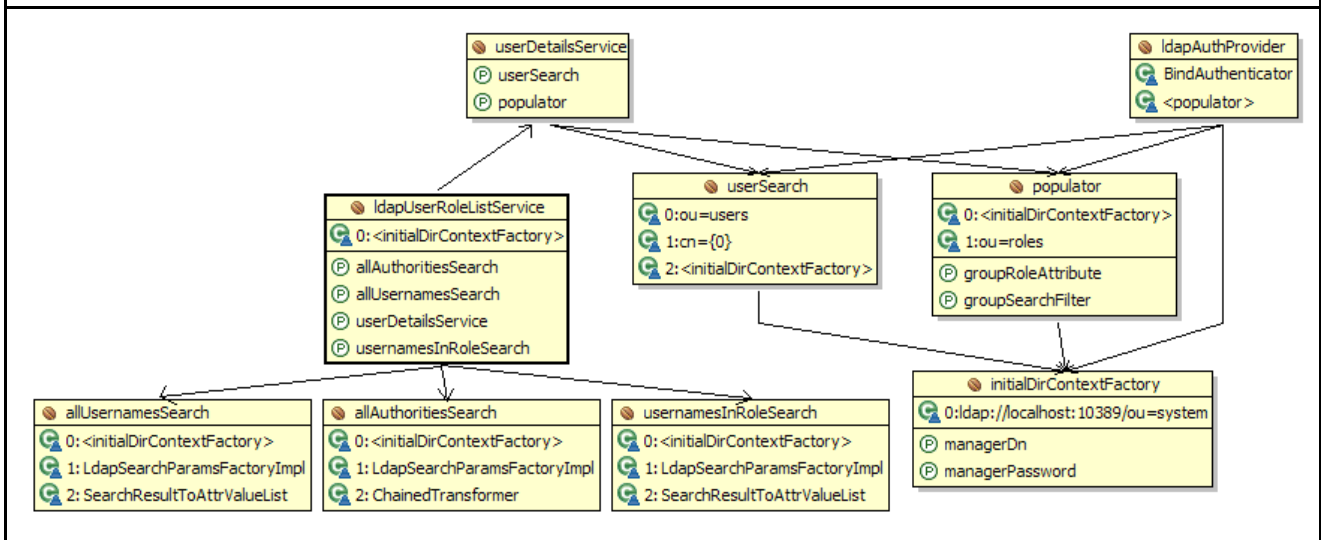 userDetailsService
userSearch
populator
ldapAuthProvider
BindAuthenticator
<populator>
ldapUserRoleListService
0:<initialDirContextFactory>
allAuthoritiesSearch
allUsernamesSearch
userDetailsService
usernamesInRoleSearch
userSearch
0:ou=users
1:cn={0}
2:<initialDirContextFactory>
populator
0:<initialDirContextFactory>
1:ou=roles
groupRoleAttribute
groupSearchFilter
allUsernamesSearch
0:<initialDirContextFactory>
1: LdapSearchParamsFactoryImpl
2: SearchResultToAttrValueList
allAuthoritiesSearch
0:<initialDirContextFactory>
1: LdapSearchParamsFactoryImpl
2: ChainedTransformer
usernamesInRoleSearch
0:<initialDirContextFactory>
1: LdapSearchParamsFactoryImpl
2: SearchResultToAttrValueList
initialDirContextFactory
0:ldap://localhost:10389/ou=system
managerDn
managerPassword